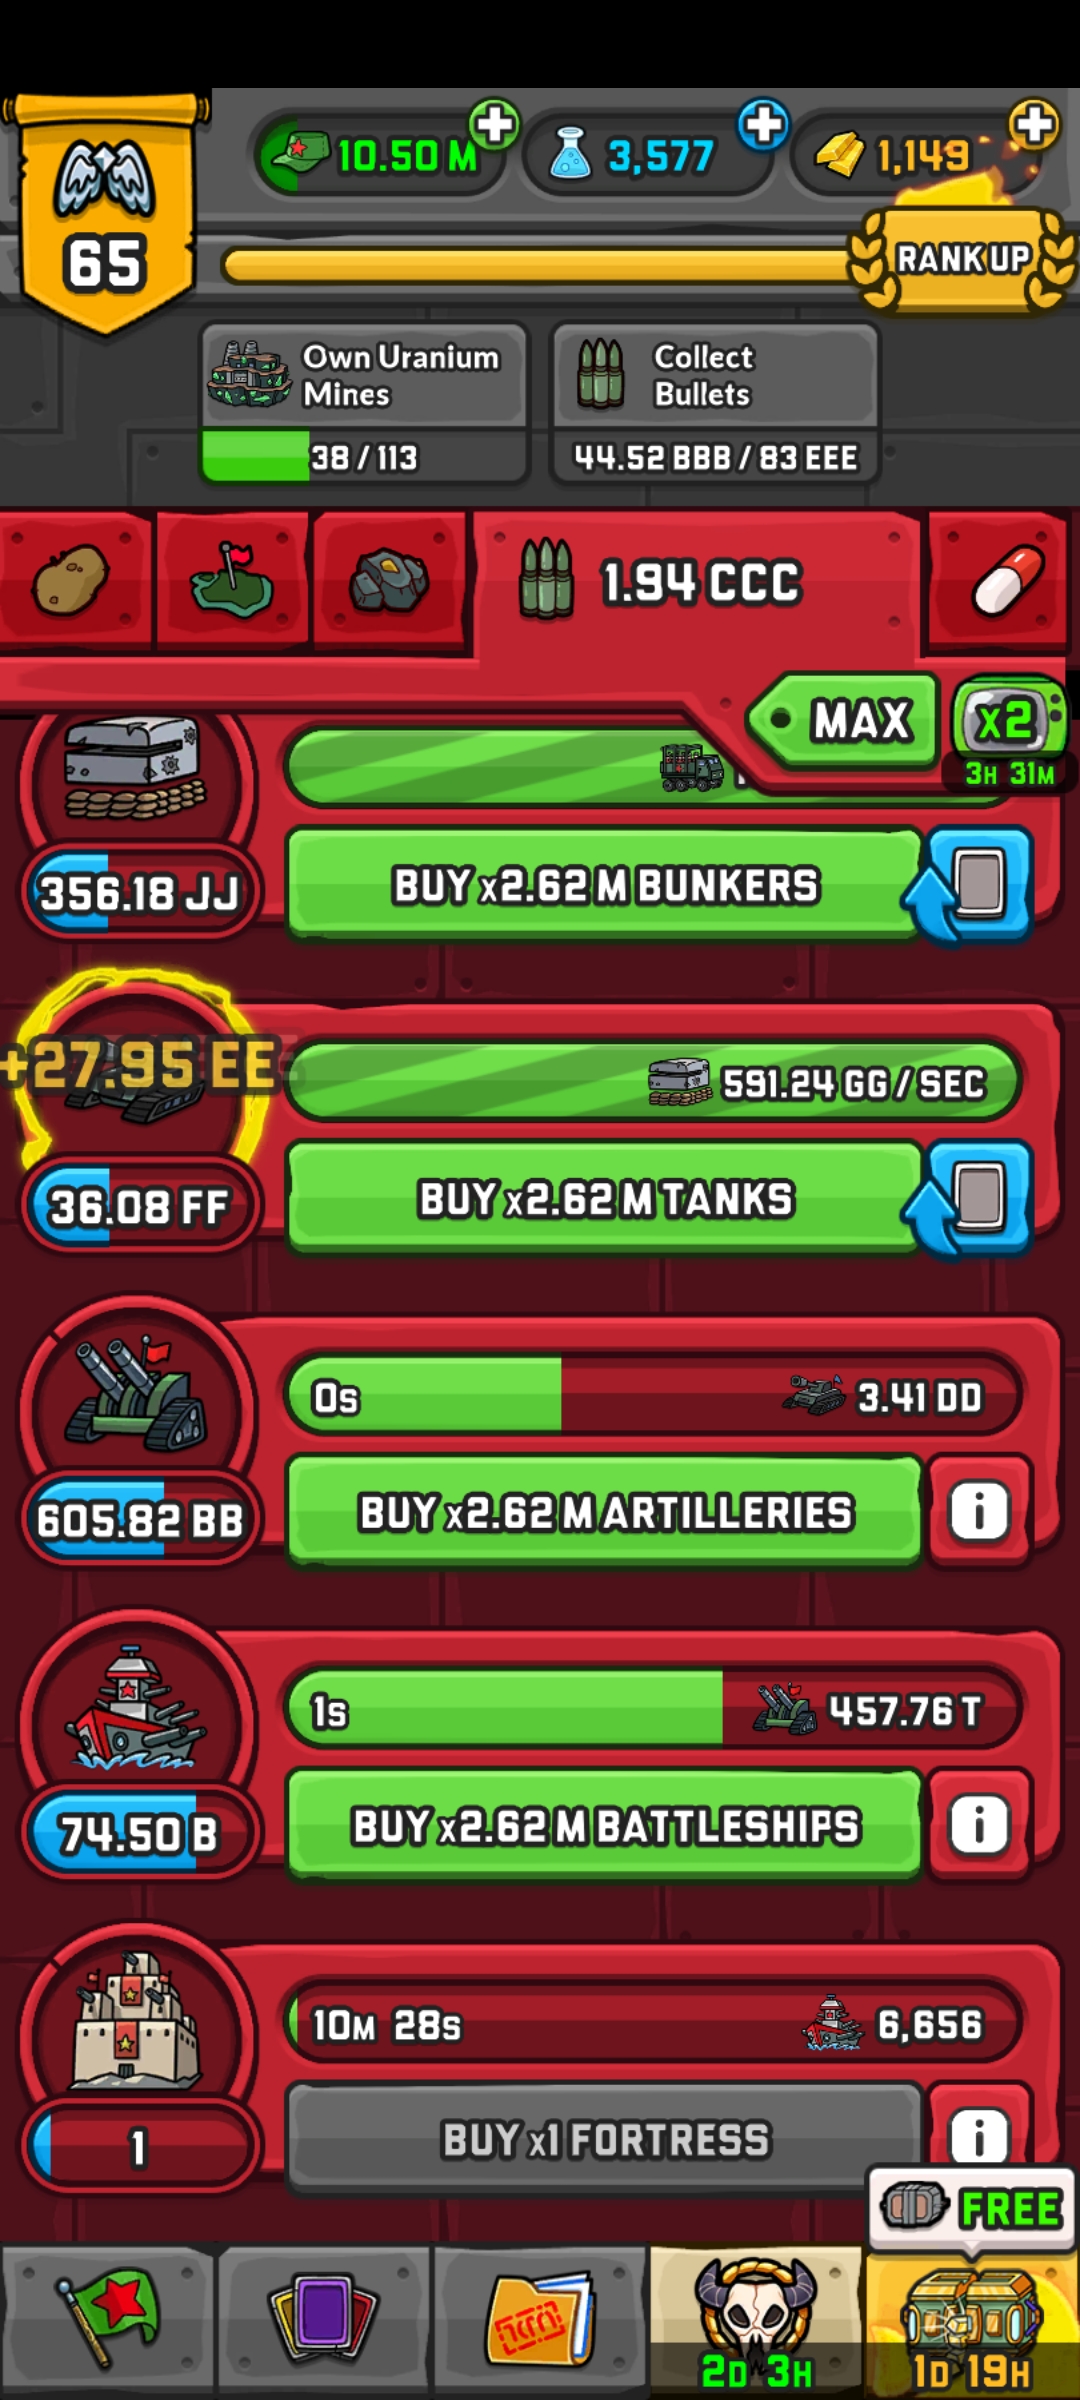 65
10.50 M
3,577
1,149
RANK UP
Own Uranium
Mines
38 / 113
Collect
Bullets
44.52 BBB / 83 EEE
1.94 CCC
MAX
x2
3H 31M
356.18 JJ
BUY x2.62 M BUNKERS
+27.95 EE
591.24 GG / SEC
36.08 FF
BUY x2.62 M TANKS
0s
3.41 DD
605.82 BB
BUY x2.62 M ARTILLERIES
1s
457.76 T
74.50 B
BUY x2.62 M BATTLESHIPS
10M 28s
6,656
1
BUY x1 FORTRESS
FREE
2D 3H
1D 19H